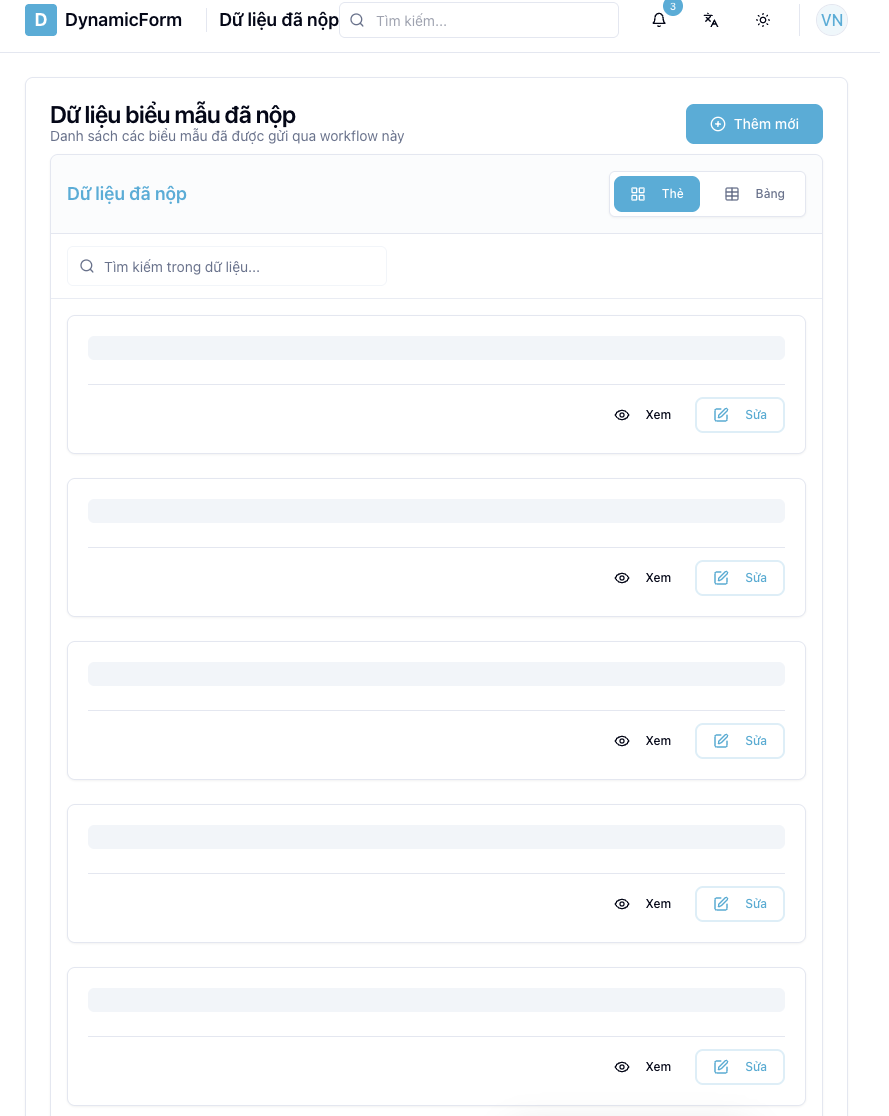 D DynamicForm Dữ liệu đã nộp Tìm kiếm... 3 VN
Dữ liệu biểu mẫu đã nộp
Danh sách các biểu mẫu đã được gửi qua workflow này
Thêm mới
Dữ liệu đã nộp
Thẻ Bảng
Tìm kiếm trong dữ liệu...
Xem Sửa
Xem Sửa
Xem Sửa
Xem Sửa
Xem Sửa